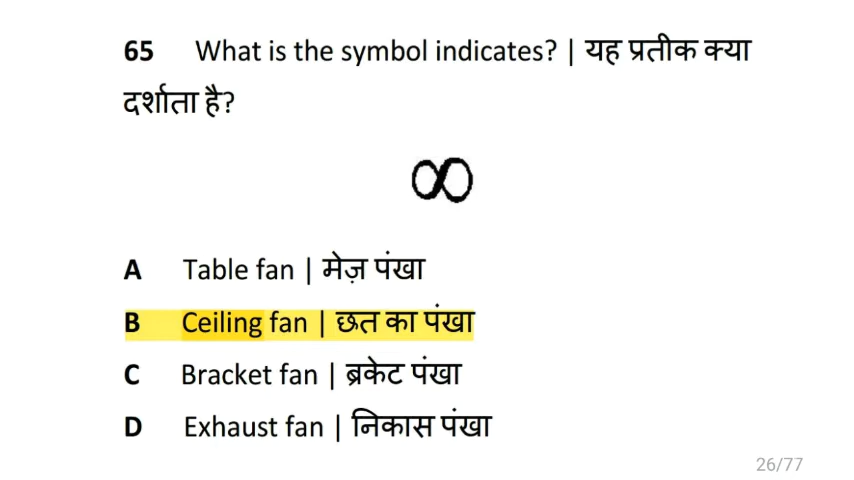 65 What is the symbol indicates? | यह प्रतीक क्या
दर्शाता है?
∞
A Table fan | मेज़ पंखा
B Ceiling fan | छत का पंखा
C Bracket fan | ब्रकेट पंखा
D Exhaust fan | निकास पंखा
26/77